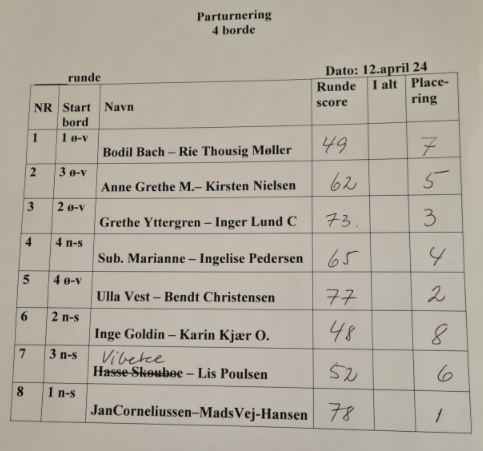 Parturnering
4 borde
______runde Dato: 12.april 24
NR Start bord Navn Runde score I alt Place-ring
1 1 ø-v Bodil Bach – Rie Thousig Møller 49 7
2 3 ø-v Anne Grethe M.– Kirsten Nielsen 62 5
3 2 ø-v Grethe Yttergren – Inger Lund C 73. 3
4 4 n-s Sub. Marianne – Ingelise Pedersen 65 4
5 4 ø-v Ulla Vest – Bendt Christensen 77 2
6 2 n-s Inge Goldin – Karin Kjær O. 48 8
Vibeke
7 3 n-s Hasse Skouboe – Lis Poulsen 52 6
8 1 n-s JanCorneliussen–MadsVej-Hansen 78 1